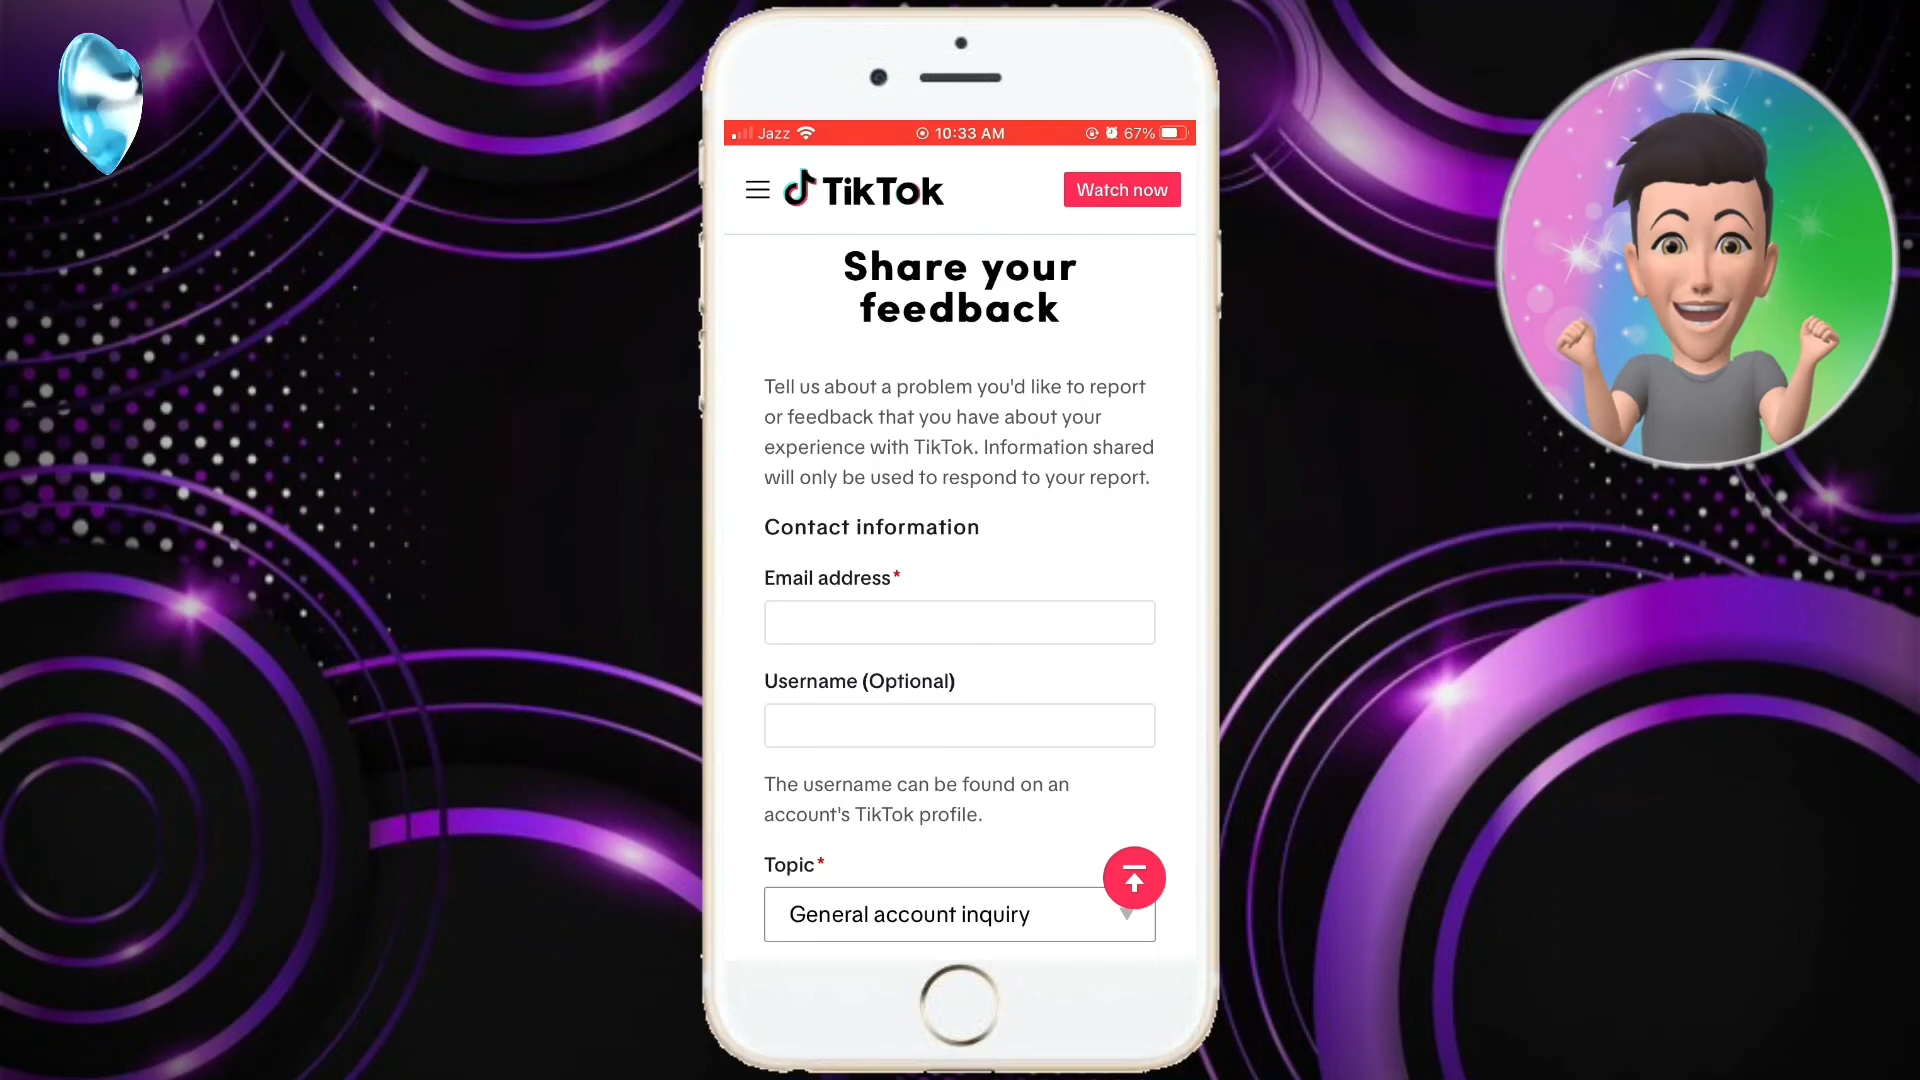 Jazz 10:33 AM 67%
TikTok Watch now
Share your
feedback
Tell us about a problem you'd like to report
or feedback that you have about your
experience with TikTok. Information shared
will only be used to respond to your report.
Contact information
Email address*
Username (Optional)
The username can be found on an
account's TikTok profile.
Topic*
General account inquiry